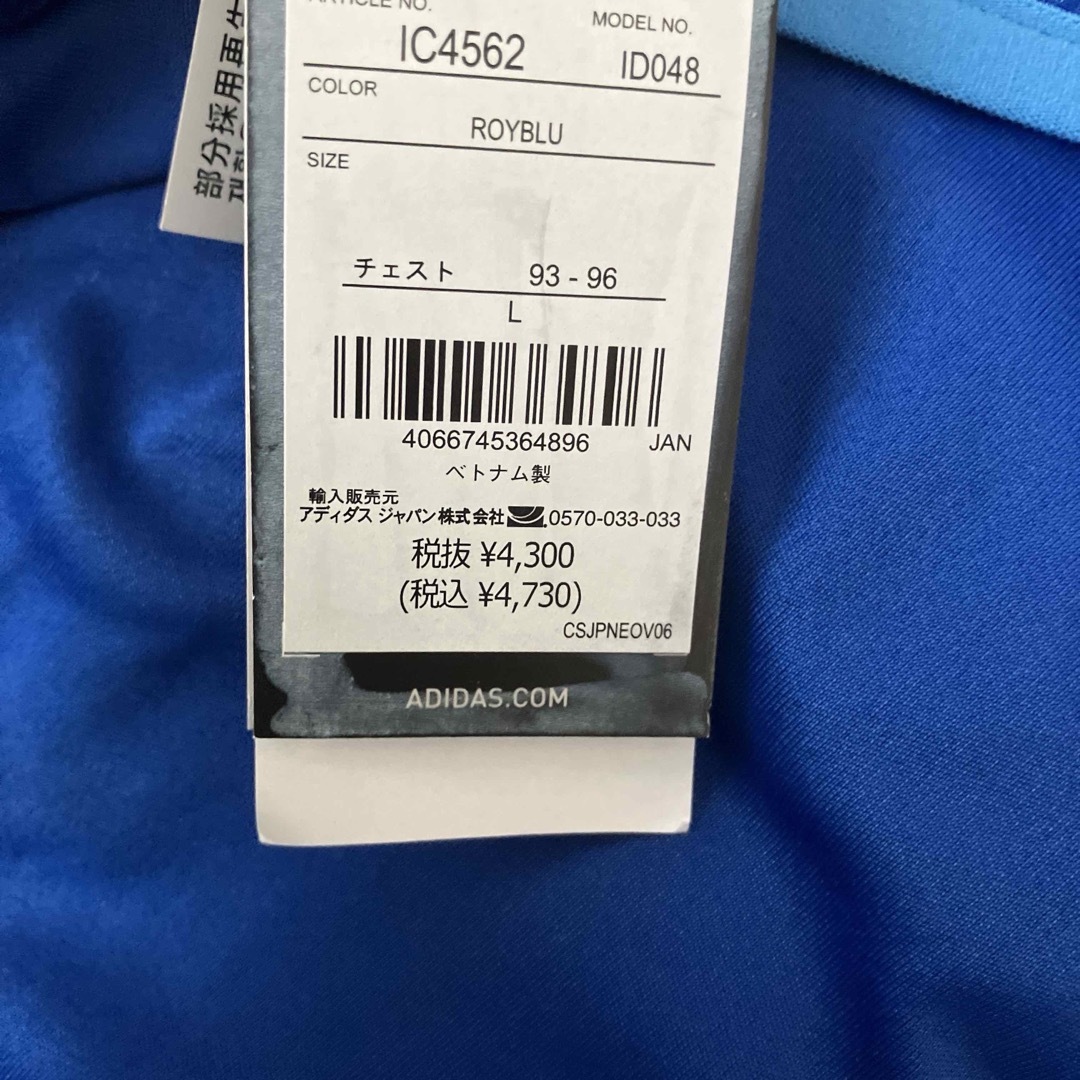 ARTICLE NO.
MODEL NO.
IC4562
ID048
COLOR
ROYBLU
SIZE
チェスト 93 - 96
L
4066745364896 JAN
ベトナム製
輸入販売元
アディダス ジャパン株式会社 0570-033-033
税抜 ¥4,300
(税込 ¥4,730)
CSJPNEOV06
ADIDAS.COM
部分採用再生